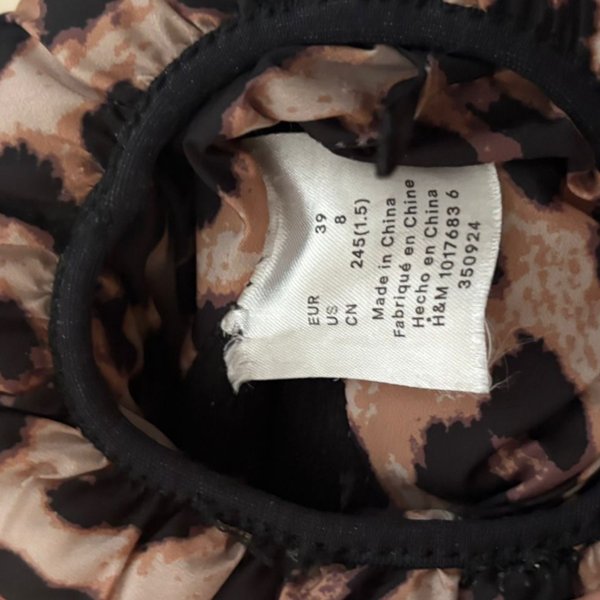 EUR 39
US 8
CN 245(1.5)
Made in China
Fabriqué en Chine
Hecho en China
H&M 1017683 6
350924